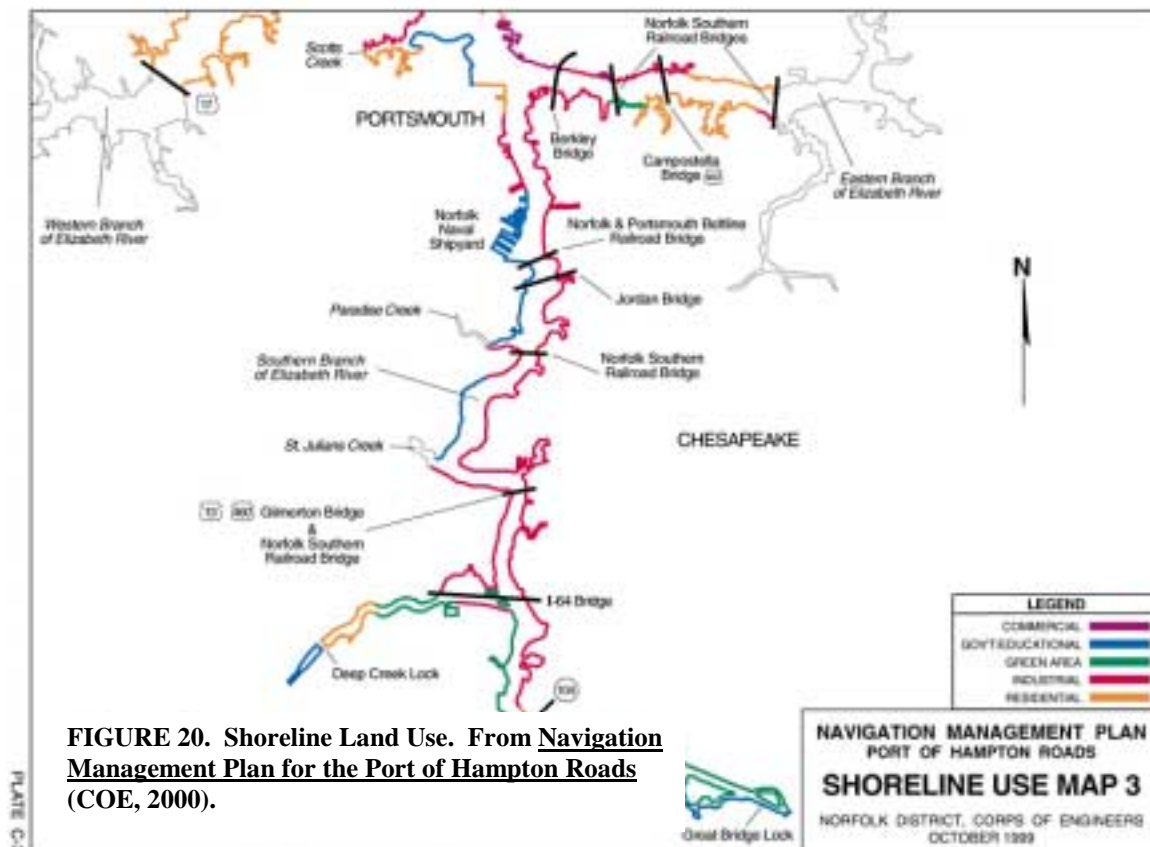 Scotts
Creek
Norfolk Southern
Railroad Bridges
17
PORTSMOUTH
Berkley
Bridge
Campostella
Bridge
Eastern Branch
of Elizabeth River
Western Branch
of Elizabeth River
Norfolk
Naval
Shipyard
Norfolk & Portsmouth Beltline
Railroad Bridge
Jordan Bridge
N
Paradise Creek
Southern Branch
of Elizabeth River
Norfolk Southern
Railroad Bridge
CHESAPEAKE
St. Julians Creek
Gilmerton Bridge
&
Norfolk Southern
Railroad Bridge
I-64 Bridge
Deep Creek Lock
LEGEND
COMMERCIAL
GOV'T.EDUCATIONAL
GREEN AREA
INDUSTRIAL
RESIDENTIAL
FIGURE 20. Shoreline Land Use. From Navigation
Management Plan for the Port of Hampton Roads
(COE, 2000).
Great Bridge Lock
NAVIGATION MANAGEMENT PLAN
PORT OF HAMPTON ROADS
SHORELINE USE MAP 3
NORFOLK DISTRICT, CORPS OF ENGINEERS
OCTOBER 1999
PLATE